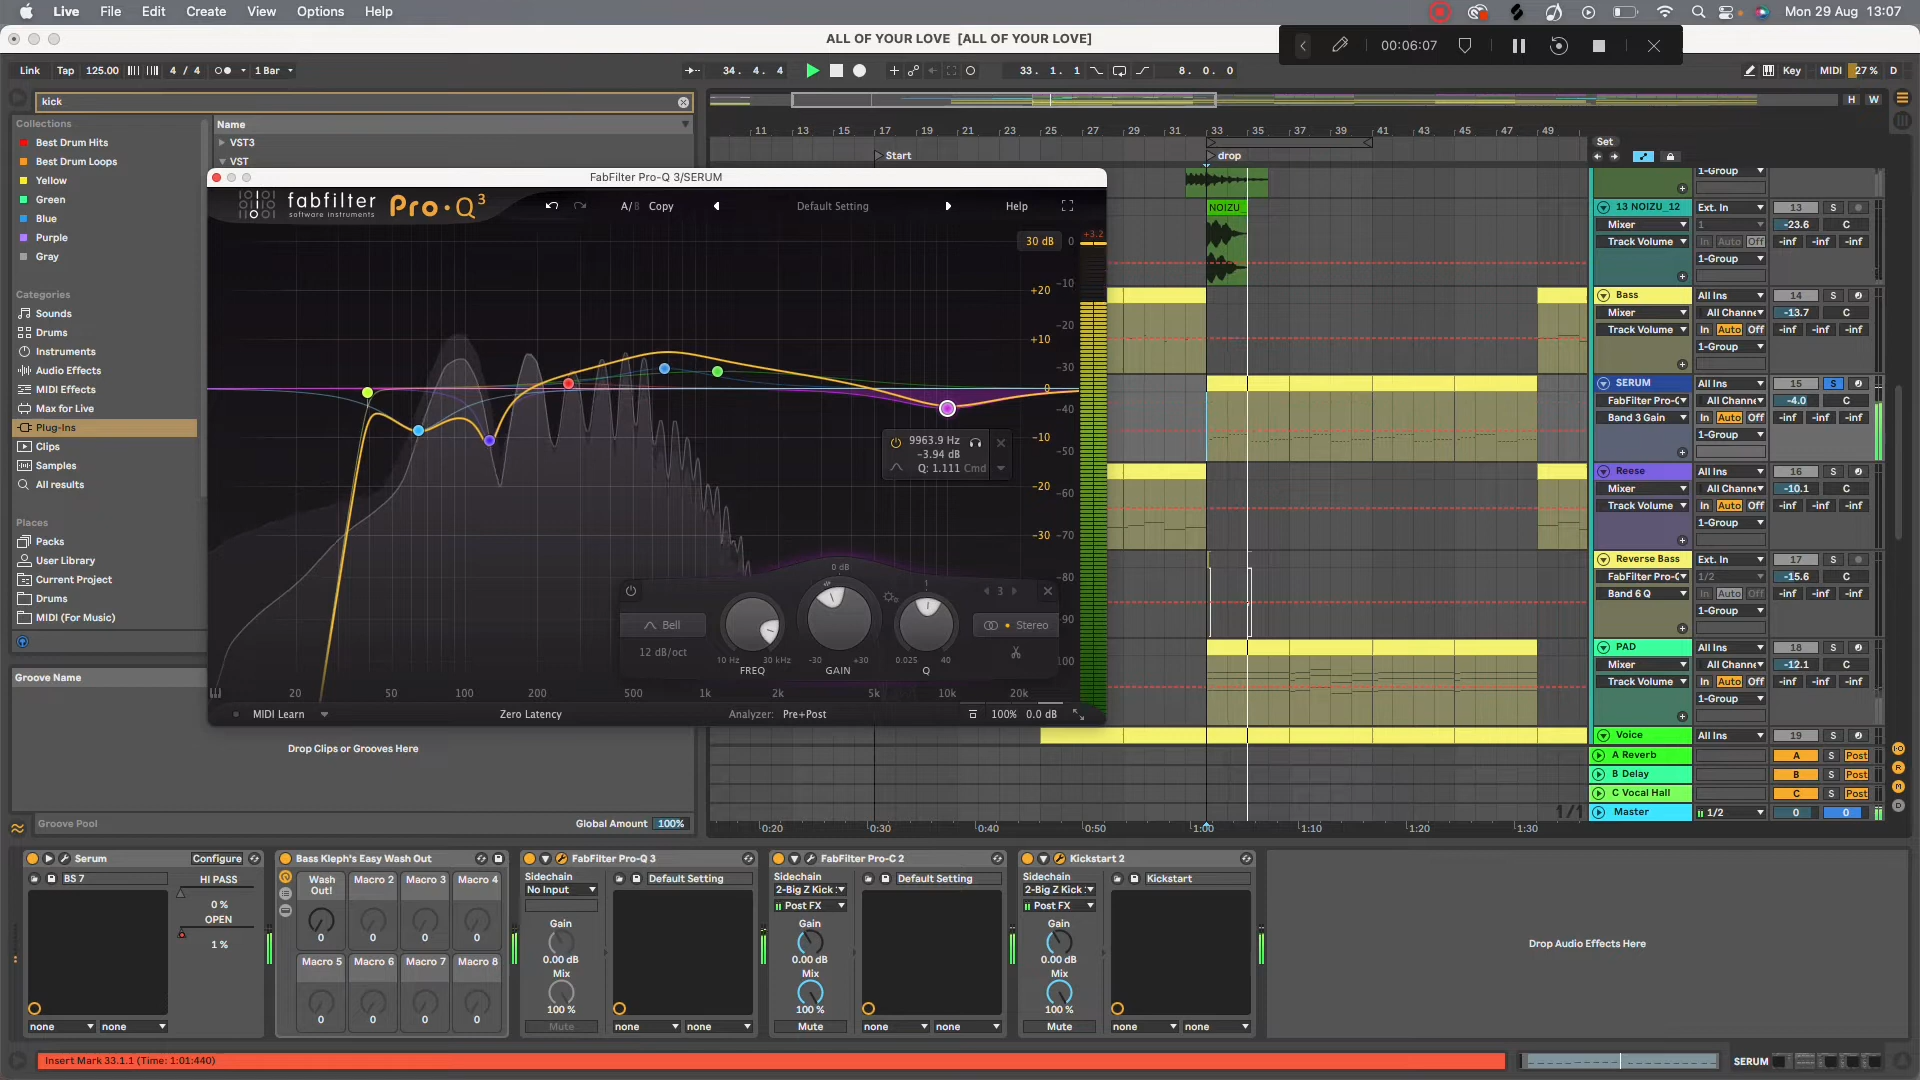 Live File Edit Create View Options Help
Mon 29 Aug 13:07
ALL OF YOUR LOVE [ALL OF YOUR LOVE]
00:06:07
Link Tap 125.00 4 / 4 1 Bar
34. 4. 4
33. 1. 1
8. 0. 0
Key MIDI 27 % D
kick
H W
Collections
Name
Best Drum Hits
VST3
Best Drum Loops
VST
Yellow
Green
Blue
Purple
Gray
Categories
Sounds
Drums
Instruments
Audio Effects
MIDI Effects
Max for Live
Plug-Ins
Clips
Samples
All results
Places
Packs
User Library
Current Project
Drums
MIDI (For Music)
Groove Name
Drop Clips or Grooves Here
Groove Pool
Global Amount 100%
FabFilter Pro-Q 3/SERUM
fabfilter
software instruments
Pro·Q3
A/B Copy
Default Setting
Help
30 dB 0 +3.2
+20 -10
+10 -20
-30
0 -40
-10 -50
-20 -60
-30 -70
-80
-90
-100
9963.9 Hz
-3.94 dB
Q: 1.111 Cmd
Bell
12 dB/oct
10 Hz 30 kHz
FREQ
0 dB
-30 +30
GAIN
1
0.025 40
Q
3
Stereo
20 50 100 200 500 1k 2k 5k 10k 20k
MIDI Learn
Zero Latency
Analyzer: Pre+Post
100% 0.0 dB
11 13 15 17 19 21 23 25 27 29 31 33 35 37 39 41 43 45 47 49
Set
Start
drop
NOIZU_
0:20 0:30 0:40 0:50 1:00 1:10 1:20 1:30
1/1
1-Group
13 NOIZU_12 Ext. In 13 S
Mixer 1 -23.6 C
Track Volume In Auto Off -inf -inf -inf
1-Group
Bass All Ins 14 S
Mixer All Channe -13.7 C
Track Volume In Auto Off -inf -inf -inf
1-Group
SERUM All Ins 15 S
FabFilter Pro-Q All Channe -4.0 C
Band 3 Gain In Auto Off -inf -inf -inf
1-Group
Reese All Ins 16 S
Mixer All Channe -10.1 C
Track Volume In Auto Off -inf -inf -inf
1-Group
Reverse Bass Ext. In 17 S
FabFilter Pro-Q 1/2 -15.6 C
Band 6 Q In Auto Off -inf -inf -inf
1-Group
PAD All Ins 18 S
Mixer All Channe -12.1 C
Track Volume In Auto Off -inf -inf -inf
1-Group
Voice All Ins 19 S
A Reverb A S Post
B Delay B S Post
C Vocal Hall C S Post
Master 1/2 0 0
Serum Configure
BS 7
HI PASS
0 %
OPEN
1 %
none none
Bass Kleph's Easy Wash Out
Wash Out! Macro 2 Macro 3 Macro 4
0 0 0 0
Macro 5 Macro 6 Macro 7 Macro 8
0 0 0 0
FabFilter Pro-Q 3
Sidechain
No Input
Default Setting
Gain
0.00 dB
Mix
100 %
Mute
none none
FabFilter Pro-C 2
Sidechain
2-Big Z Kick
Default Setting
Post FX
Gain
0.00 dB
Mix
100 %
Mute
none none
Kickstart 2
Sidechain
2-Big Z Kick
Kickstart
Post FX
Gain
0.00 dB
Mix
100 %
Mute
none none
Drop Audio Effects Here
Insert Mark 33.1.1 (Time: 1:01:440)
SERUM